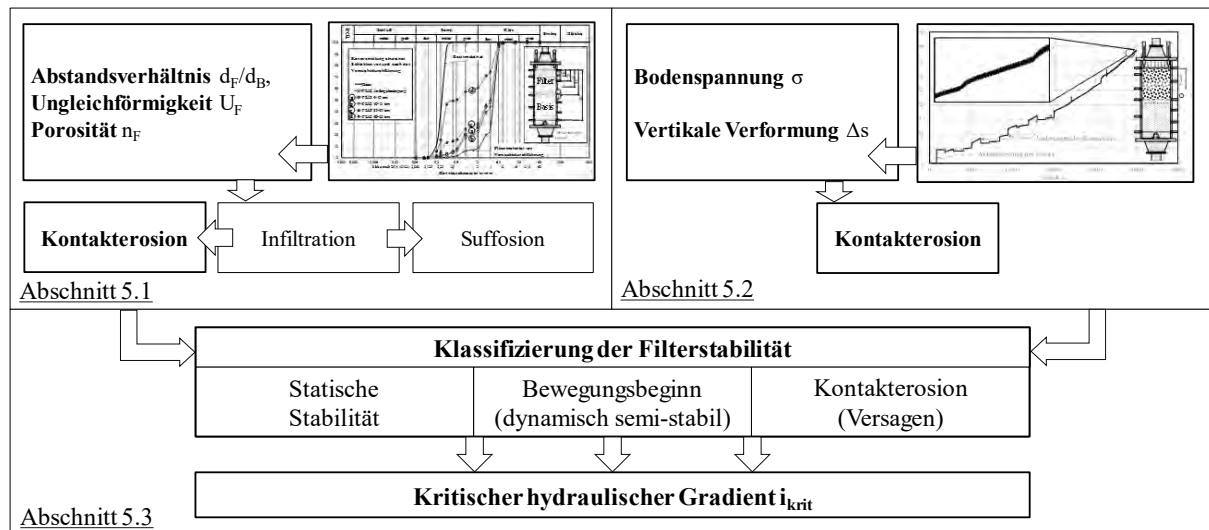 Abstandsverhältnis d_F/d_B,
Ungleichförmigkeit U_F
Porosität n_F
Filter
Basis
Kontakterosion
Infiltration
Suffosion
Abschnitt 5.1
Bodenspannung σ
Vertikale Verformung Δs
Kontakterosion
Abschnitt 5.2
Klassifizierung der Filterstabilität
Statische
Stabilität
Bewegungsbeginn
(dynamisch semi-stabil)
Kontakterosion
(Versagen)
Kritischer hydraulischer Gradient i_krit
Abschnitt 5.3